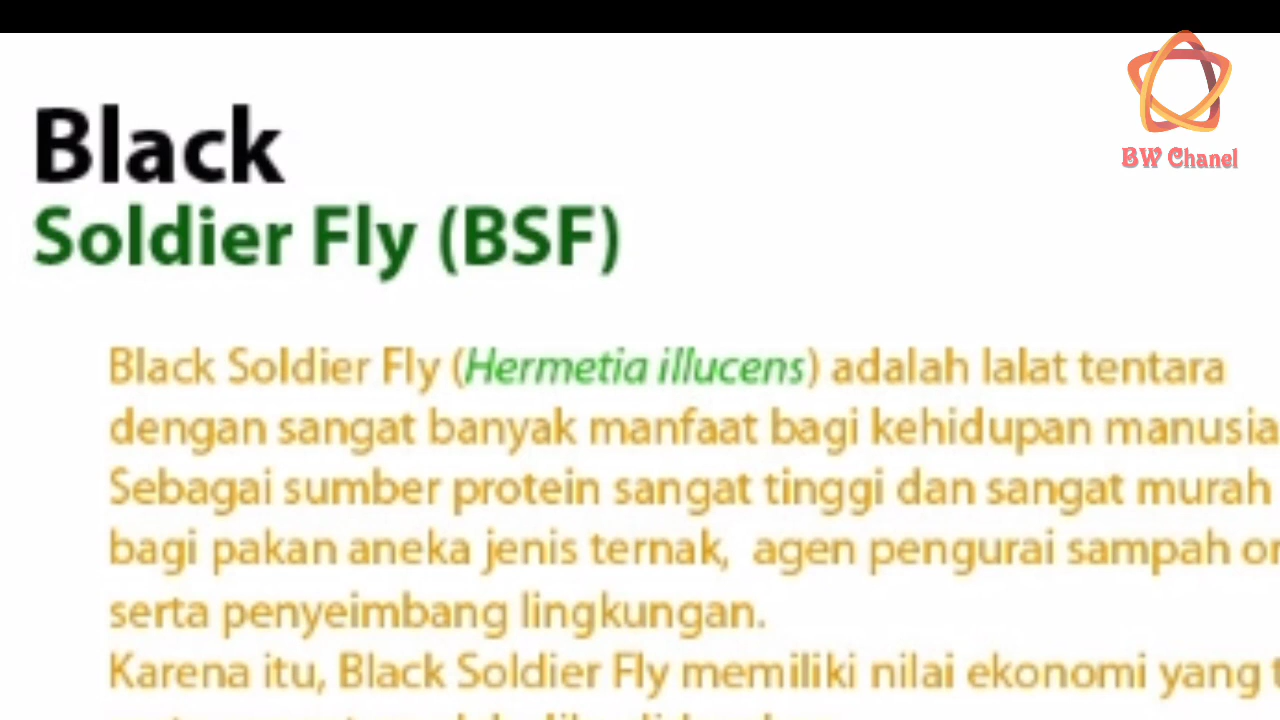 BW Chanel
Black
Soldier Fly (BSF)
Black Soldier Fly (Hermetia illucens) adalah lalat tentara
dengan sangat banyak manfaat bagi kehidupan manusia
Sebagai sumber protein sangat tinggi dan sangat murah
bagi pakan aneka jenis ternak, agen pengurai sampah
serta penyeimbang lingkungan.
Karena itu, Black Soldier Fly memiliki nilai ekonomi yang